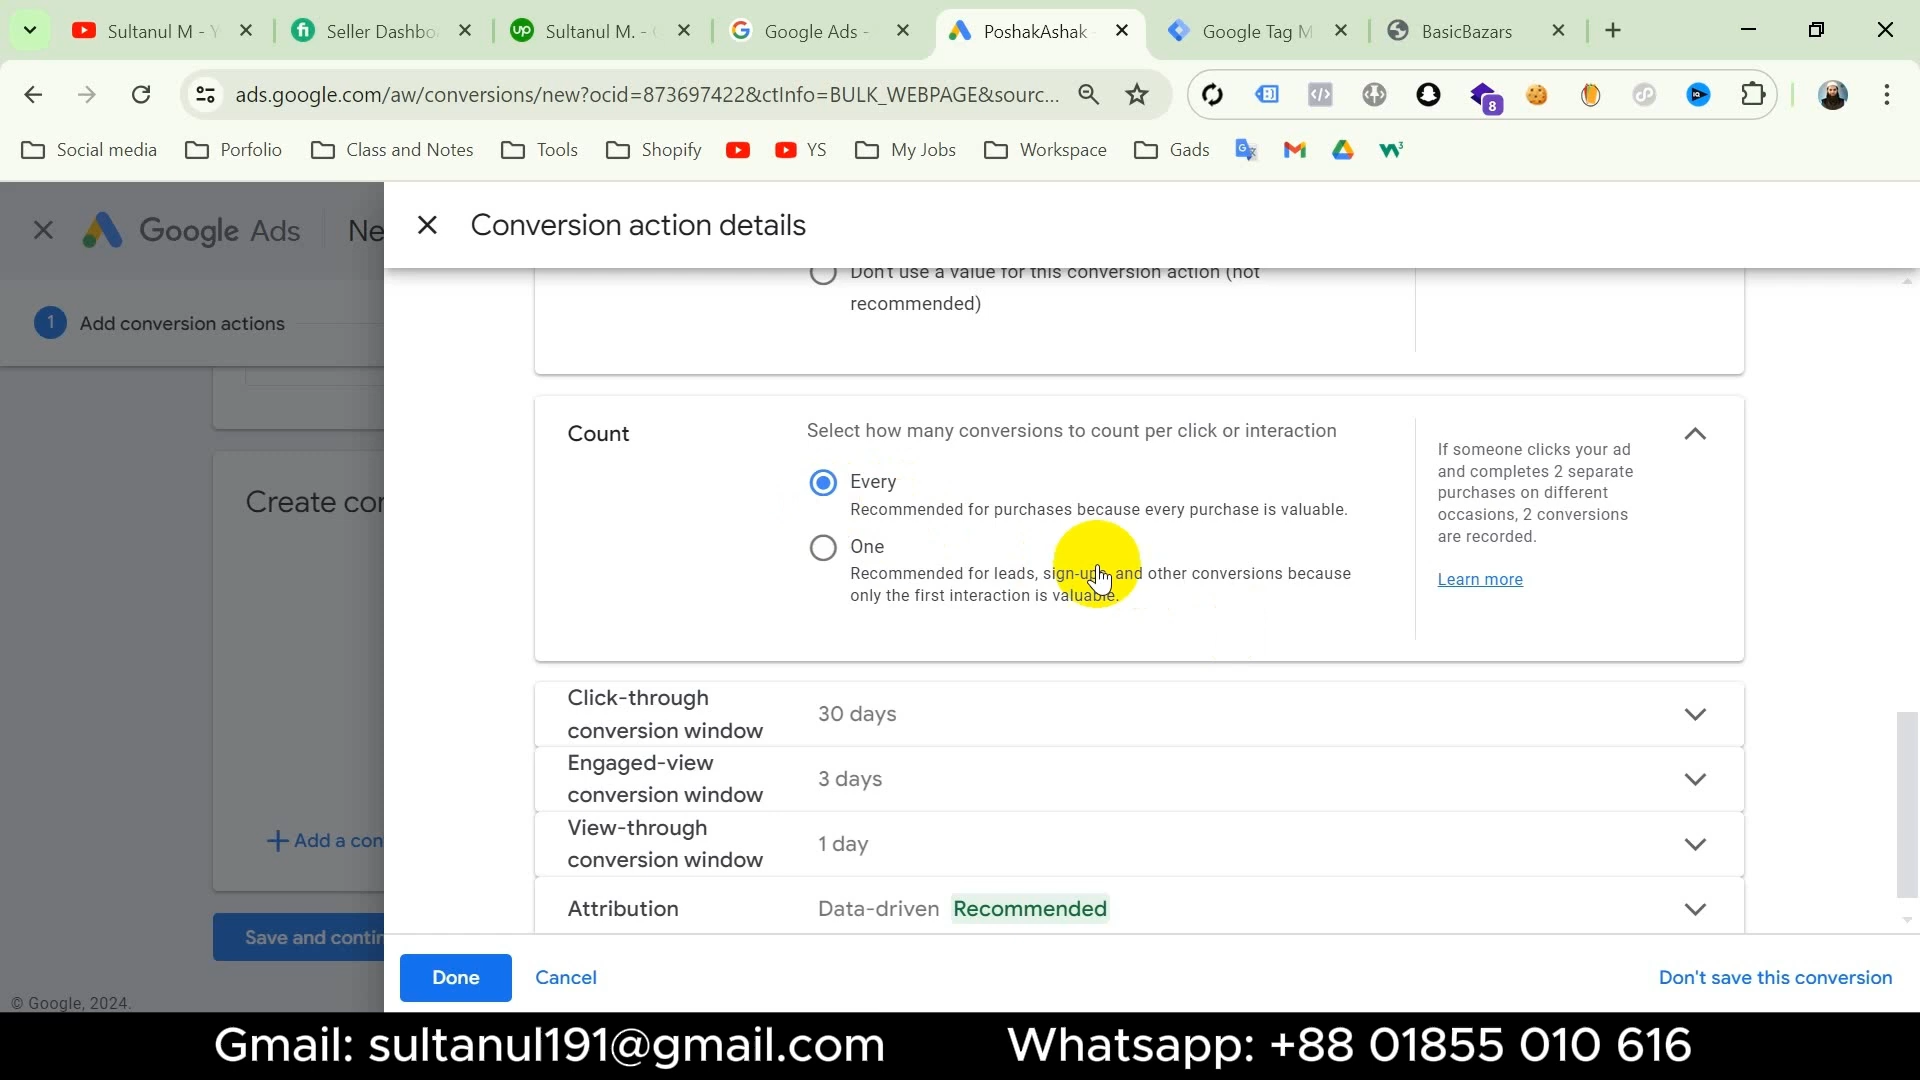 Sultanul M - Y
Seller Dashbo
Sultanul M. -
Google Ads -
PoshakAshak -
Google Tag M
BasicBazars
ads.google.com/aw/conversions/new?ocid=873697422&ctInfo=BULK_WEBPAGE&sourc...
8
Social media
Porfolio
Class and Notes
Tools
Shopify
YS
My Jobs
Workspace
Gads
Google Ads
Ne
Conversion action details
1
Add conversion actions
Don't use a value for this conversion action (not
recommended)
Count
Select how many conversions to count per click or interaction
Every
Recommended for purchases because every purchase is valuable.
One
Recommended for leads, sign-ups, and other conversions because
only the first interaction is valuable.
If someone clicks your ad
and completes 2 separate
purchases on different
occasions, 2 conversions
are recorded.
Learn more
Create con
Add a con
Save and contin
Click-through
conversion window
30 days
Engaged-view
conversion window
3 days
View-through
conversion window
1 day
Attribution
Data-driven Recommended
Done
Cancel
Don't save this conversion
© Google, 2024.
Gmail: sultanul191@gmail.com
Whatsapp: +88 01855 010 616